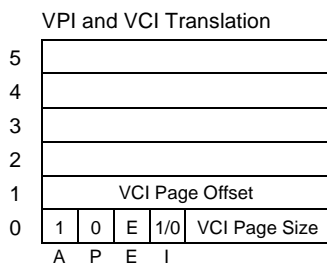 VPI and VCI Translation
5
4
3
2
1 VCI Page Offset
0 1 0 E 1/0 VCI Page Size
A P E I